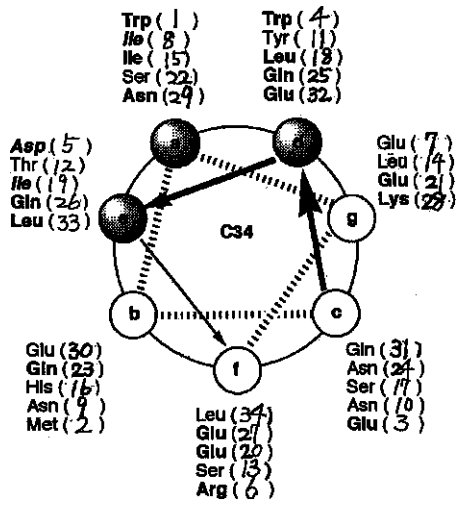 Trp (1)
Ile (8)
Ile (15)
Ser (22)
Asn (29)
Trp (4)
Tyr (11)
Leu (18)
Gln (25)
Glu (32)
Asp (5)
Thr (12)
Ile (19)
Gln (26)
Leu (33)
Glu (7)
Leu (14)
Glu (21)
Lys (28)
a
d
e
g
C34
b
c
f
Glu (30)
Gln (23)
His (16)
Asn (9)
Met (2)
Leu (34)
Glu (27)
Glu (20)
Ser (13)
Arg (6)
Gln (31)
Asn (24)
Ser (17)
Asn (10)
Glu (3)